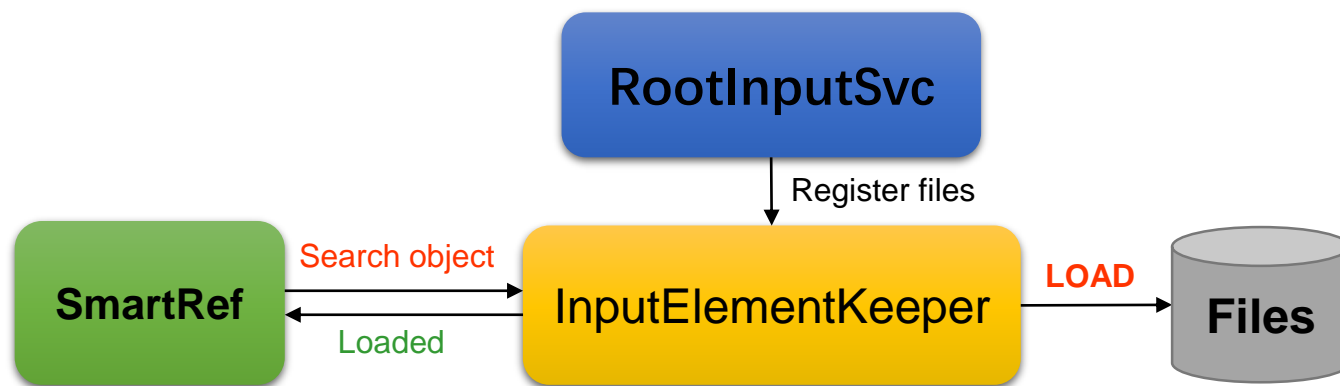 RootInputSvc
Register files
Search object
SmartRef
Loaded
InputElementKeeper
LOAD
Files